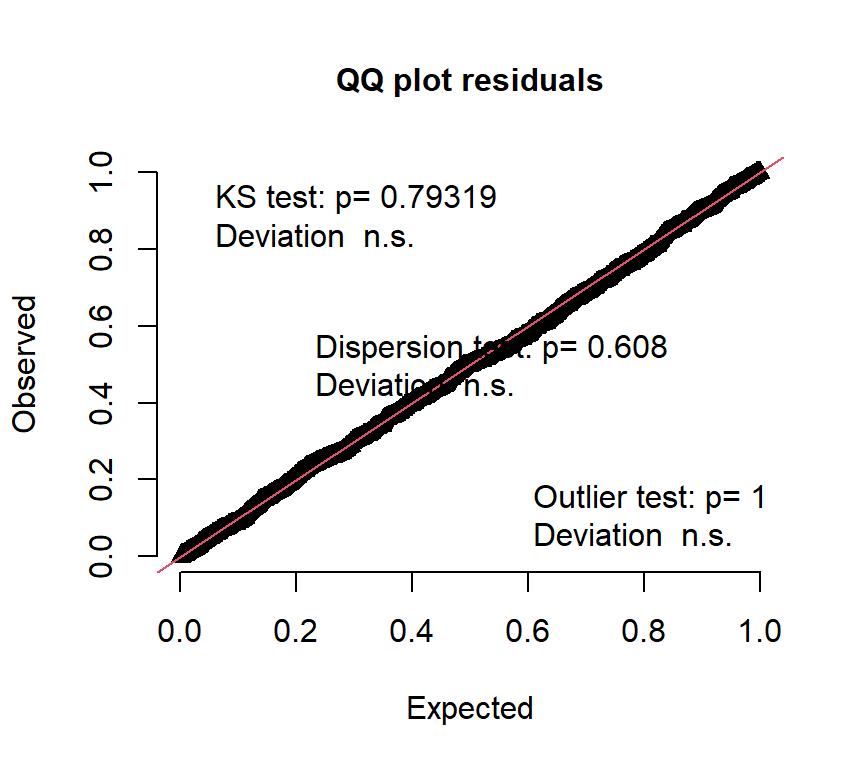 QQ plot residuals
KS test: p= 0.79319
Deviation n.s.
Dispersion test: p= 0.608
Deviation n.s.
Outlier test: p= 1
Deviation n.s.
Observed
1.0
0.8
0.6
0.4
0.2
0.0
0.0 0.2 0.4 0.6 0.8 1.0
Expected